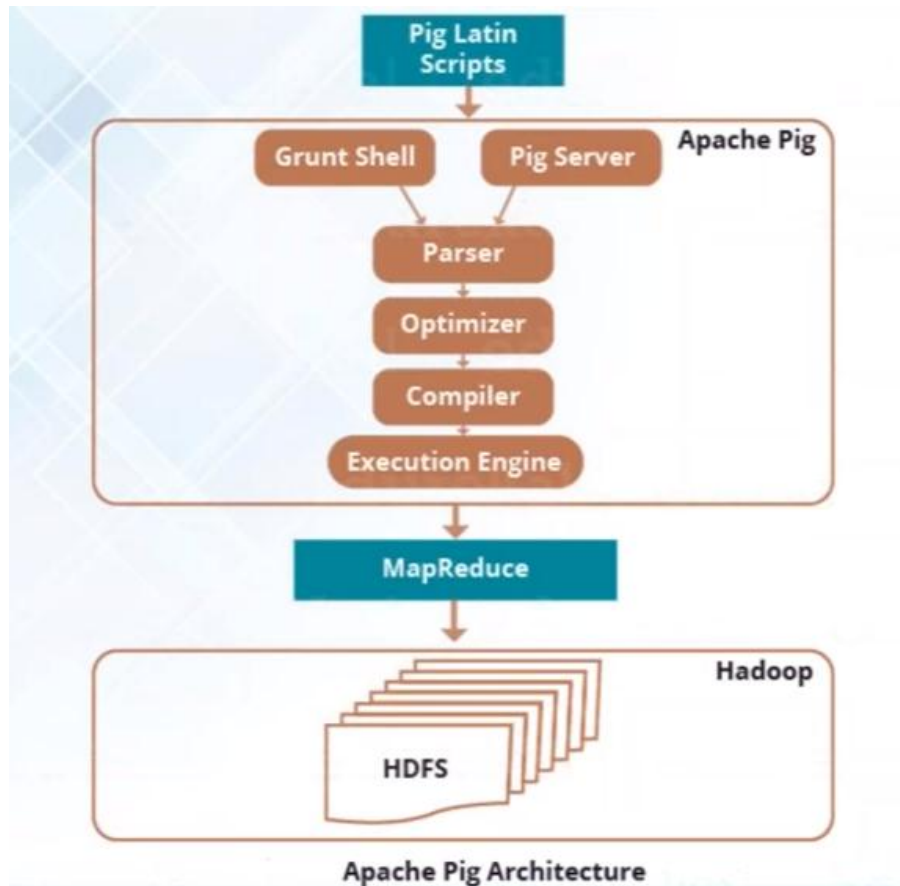 Pig Latin
Scripts
Apache Pig
Grunt Shell
Pig Server
Parser
Optimizer
Compiler
Execution Engine
MapReduce
Hadoop
HDFS
Apache Pig Architecture